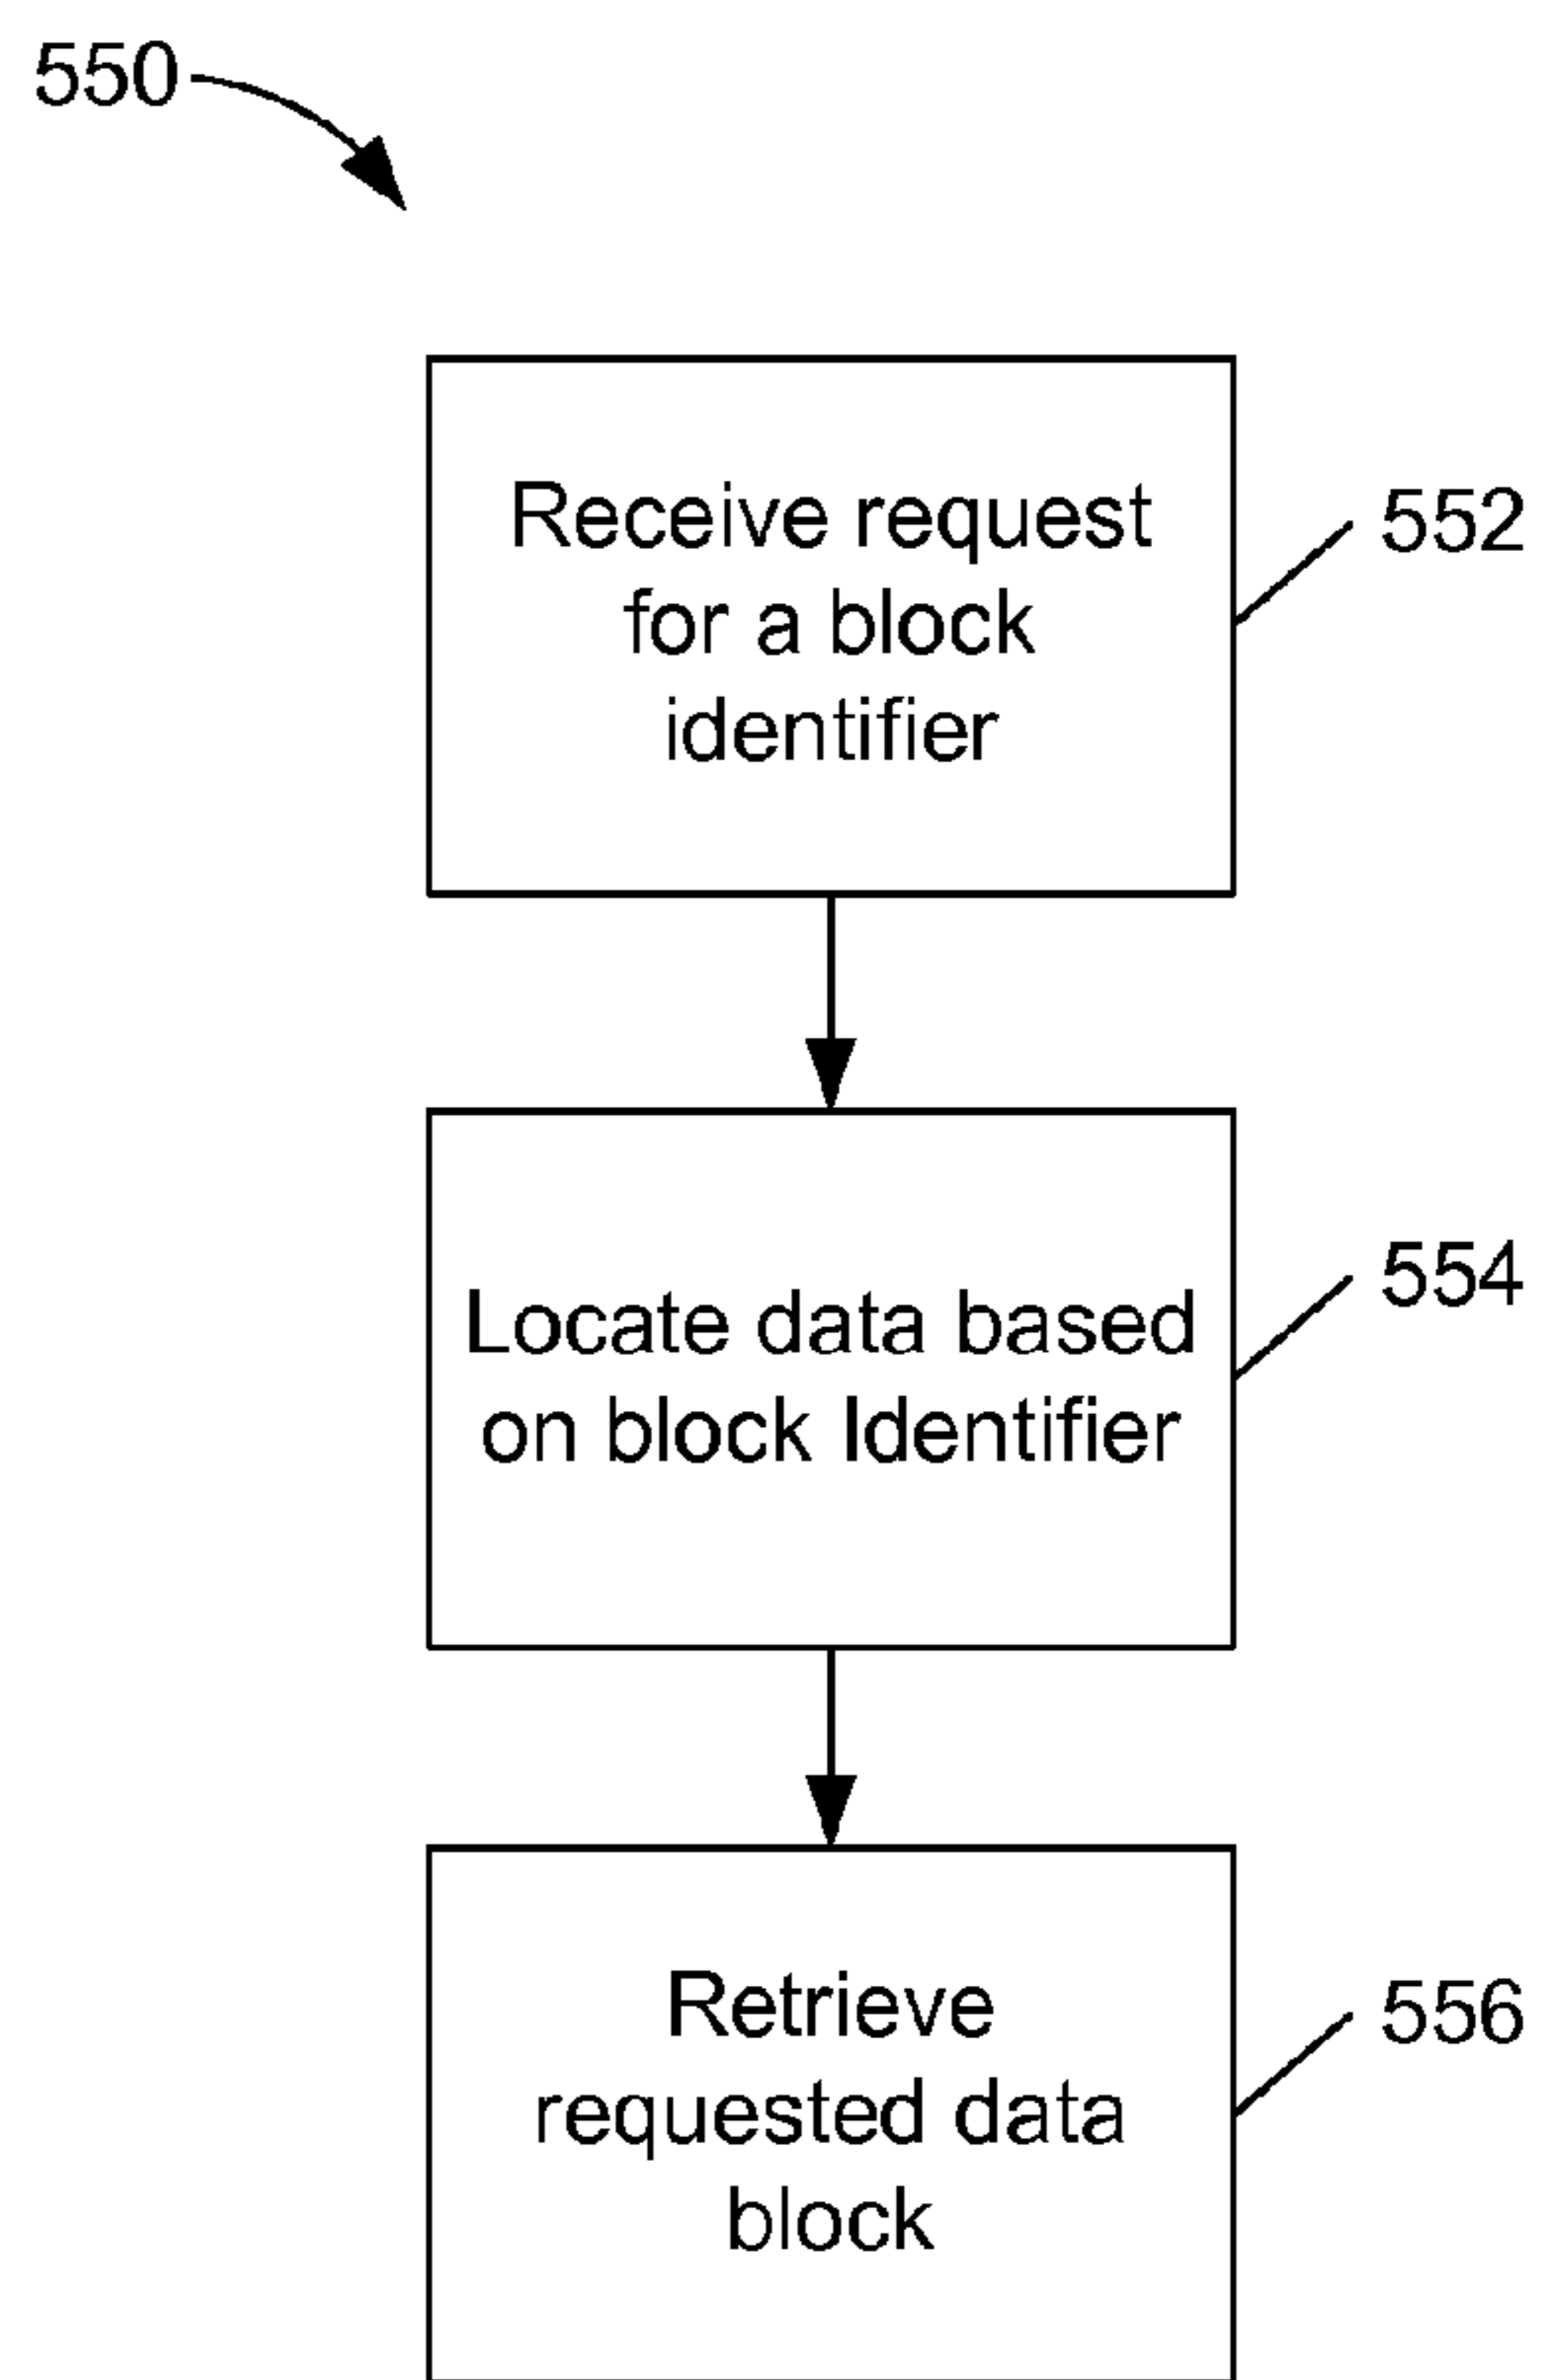 550
Receive request
for a block
identifier
552
Locate data based
on block Identifier
554
Retrieve
requested data
block
556